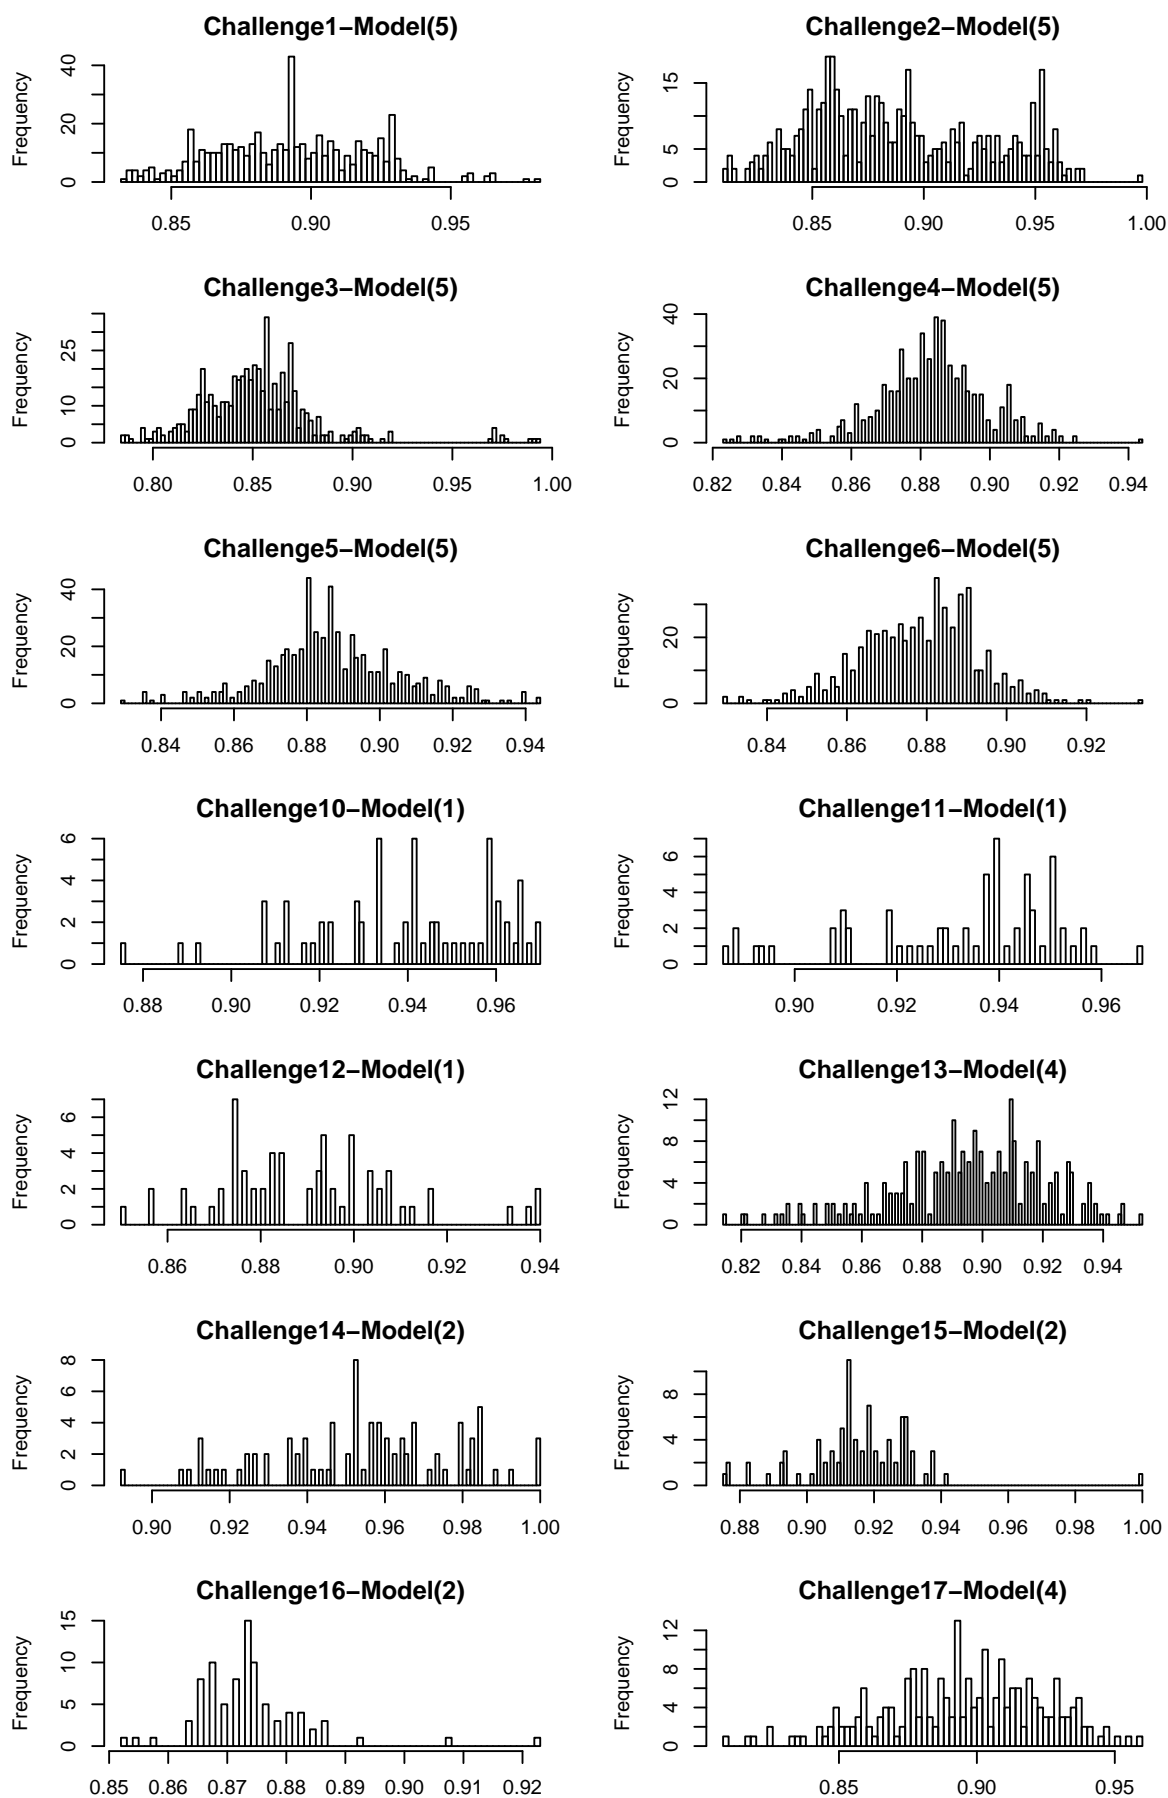 Challenge1−Model(5)
Frequency
0 20 40
0.85 0.90 0.95
Challenge2−Model(5)
Frequency
0 5 15
0.85 0.90 0.95 1.00
Challenge3−Model(5)
Frequency
0 10 25
0.80 0.85 0.90 0.95 1.00
Challenge4−Model(5)
Frequency
0 20 40
0.82 0.84 0.86 0.88 0.90 0.92 0.94
Challenge5−Model(5)
Frequency
0 20 40
0.84 0.86 0.88 0.90 0.92 0.94
Challenge6−Model(5)
Frequency
0 20
0.84 0.86 0.88 0.90 0.92
Challenge10−Model(1)
Frequency
0 2 4 6
0.88 0.90 0.92 0.94 0.96
Challenge11−Model(1)
Frequency
0 2 4 6
0.90 0.92 0.94 0.96
Challenge12−Model(1)
Frequency
0 2 4 6
0.86 0.88 0.90 0.92 0.94
Challenge13−Model(4)
Frequency
0 4 8 12
0.82 0.84 0.86 0.88 0.90 0.92 0.94
Challenge14−Model(2)
Frequency
0 2 4 6 8
0.90 0.92 0.94 0.96 0.98 1.00
Challenge15−Model(2)
Frequency
0 4 8
0.88 0.90 0.92 0.94 0.96 0.98 1.00
Challenge16−Model(2)
Frequency
0 5 10 15
0.85 0.86 0.87 0.88 0.89 0.90 0.91 0.92
Challenge17−Model(4)
Frequency
0 4 8 12
0.85 0.90 0.95